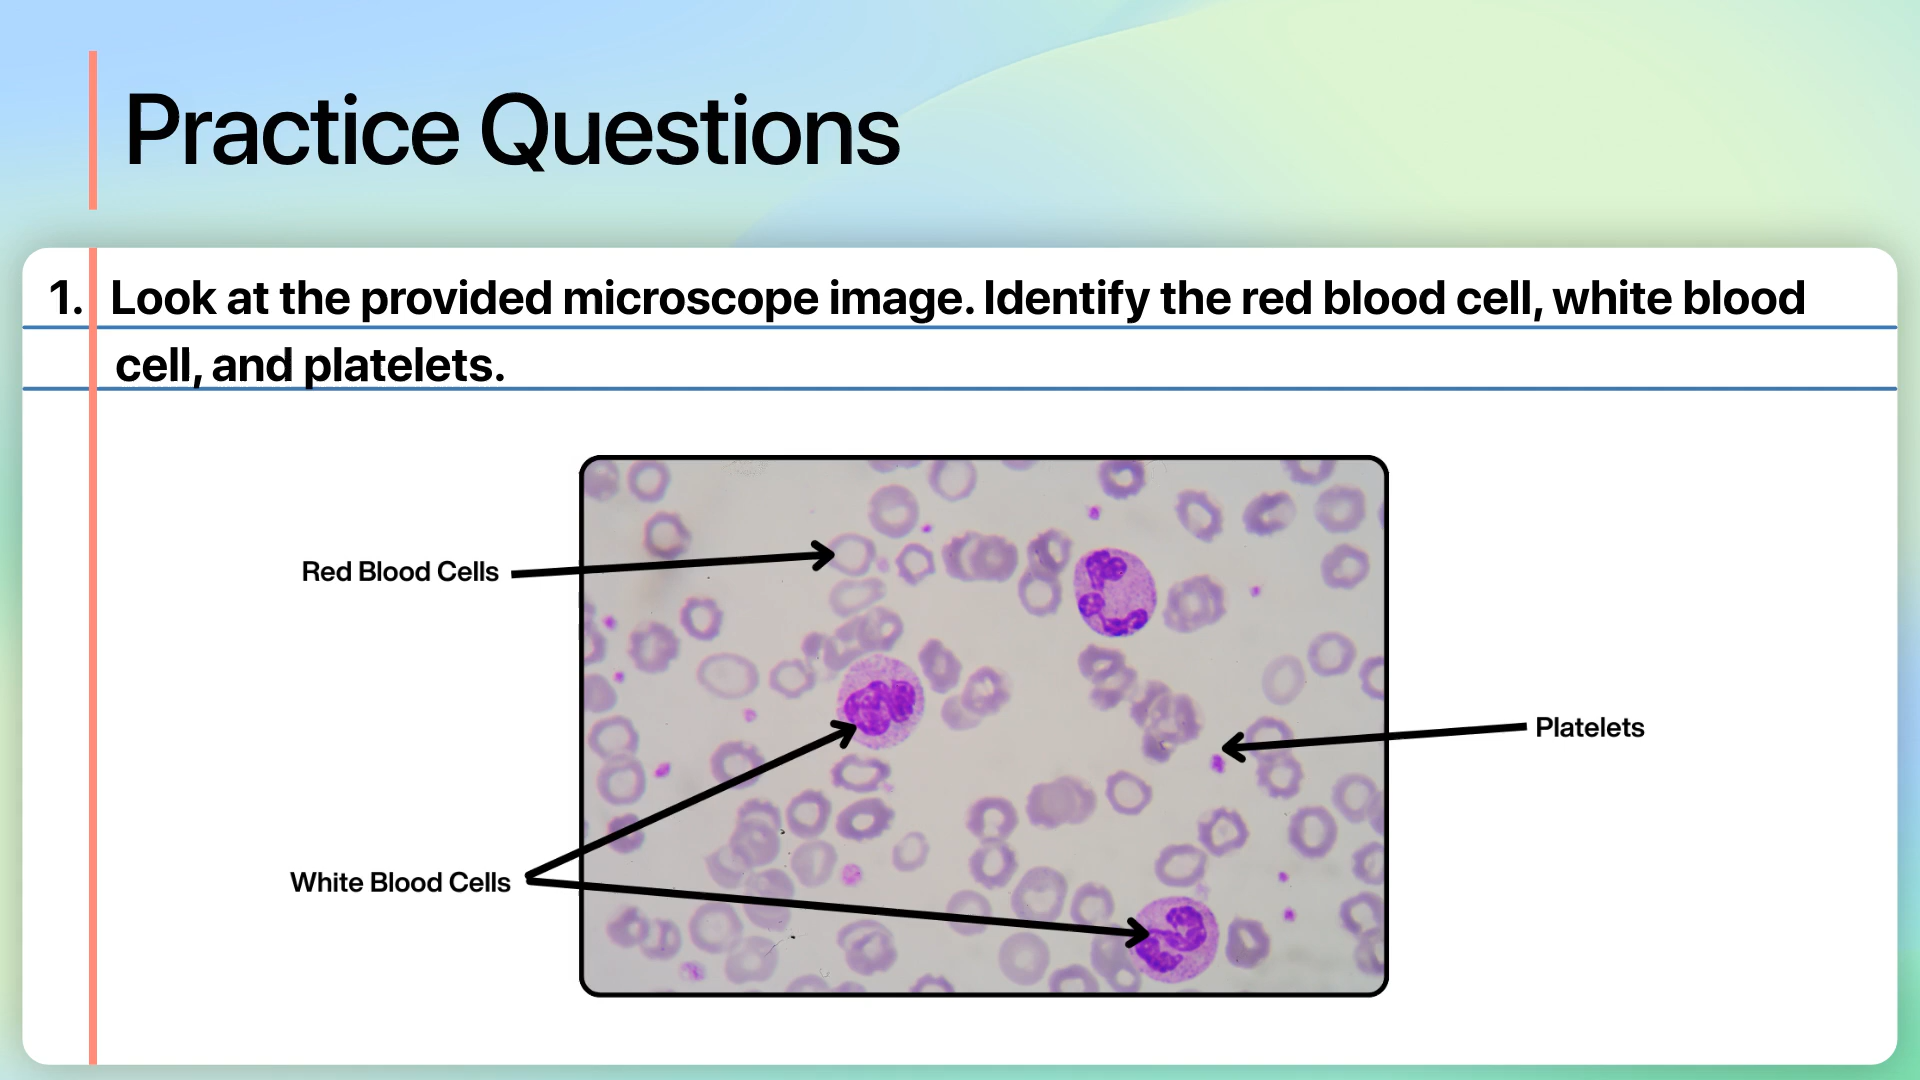 Practice Questions
1. Look at the provided microscope image. Identify the red blood cell, white blood
cell, and platelets.
Red Blood Cells
Platelets
White Blood Cells